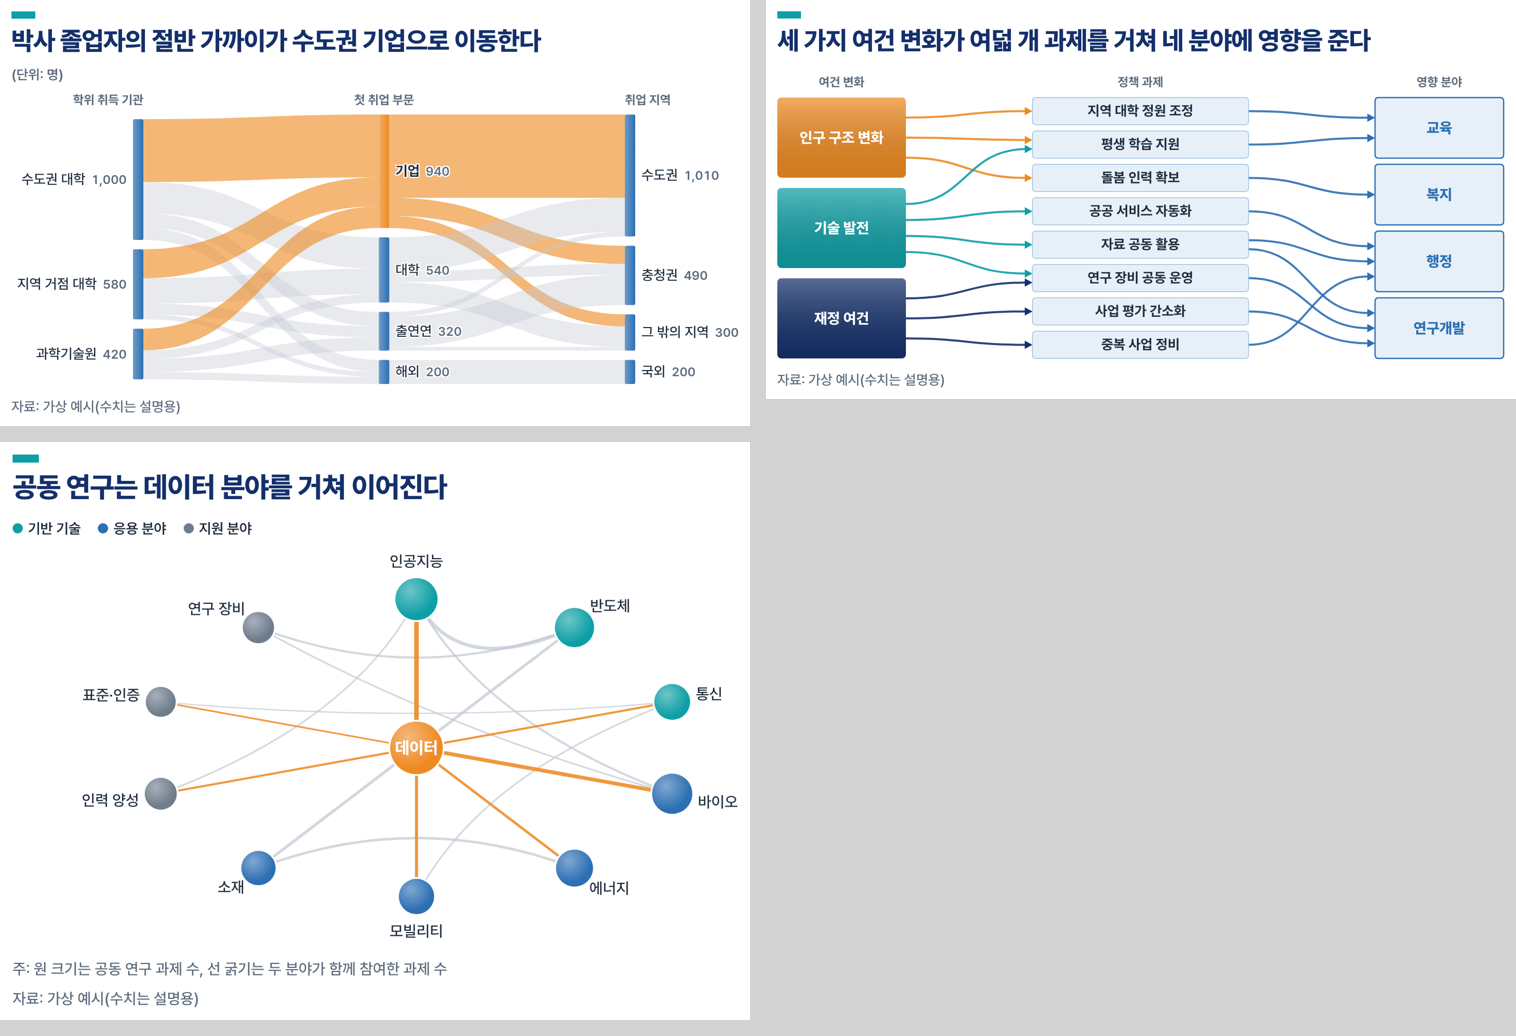 박사 졸업자의 절반 가까이가 수도권 기업으로 이동한다
(단위: 명)
학위 취득 기관
첫 취업 부문
취업 지역
수도권 대학 1,000
지역 거점 대학 580
과학기술원 420
기업 940
대학 540
출연연 320
해외 200
수도권 1,010
충청권 490
그 밖의 지역 300
국외 200
자료: 가상 예시(수치는 설명용)
세 가지 여건 변화가 여덟 개 과제를 거쳐 네 분야에 영향을 준다
여건 변화
정책 과제
영향 분야
인구 구조 변화
기술 발전
재정 여건
지역 대학 정원 조정
평생 학습 지원
돌봄 인력 확보
공공 서비스 자동화
자료 공동 활용
연구 장비 공동 운영
사업 평가 간소화
중복 사업 정비
교육
복지
행정
연구개발
자료: 가상 예시(수치는 설명용)
공동 연구는 데이터 분야를 거쳐 이어진다
기반 기술
응용 분야
지원 분야
인공지능
연구 장비
반도체
표준·인증
통신
데이터
인력 양성
바이오
소재
에너지
모빌리티
주: 원 크기는 공동 연구 과제 수, 선 굵기는 두 분야가 함께 참여한 과제 수
자료: 가상 예시(수치는 설명용)